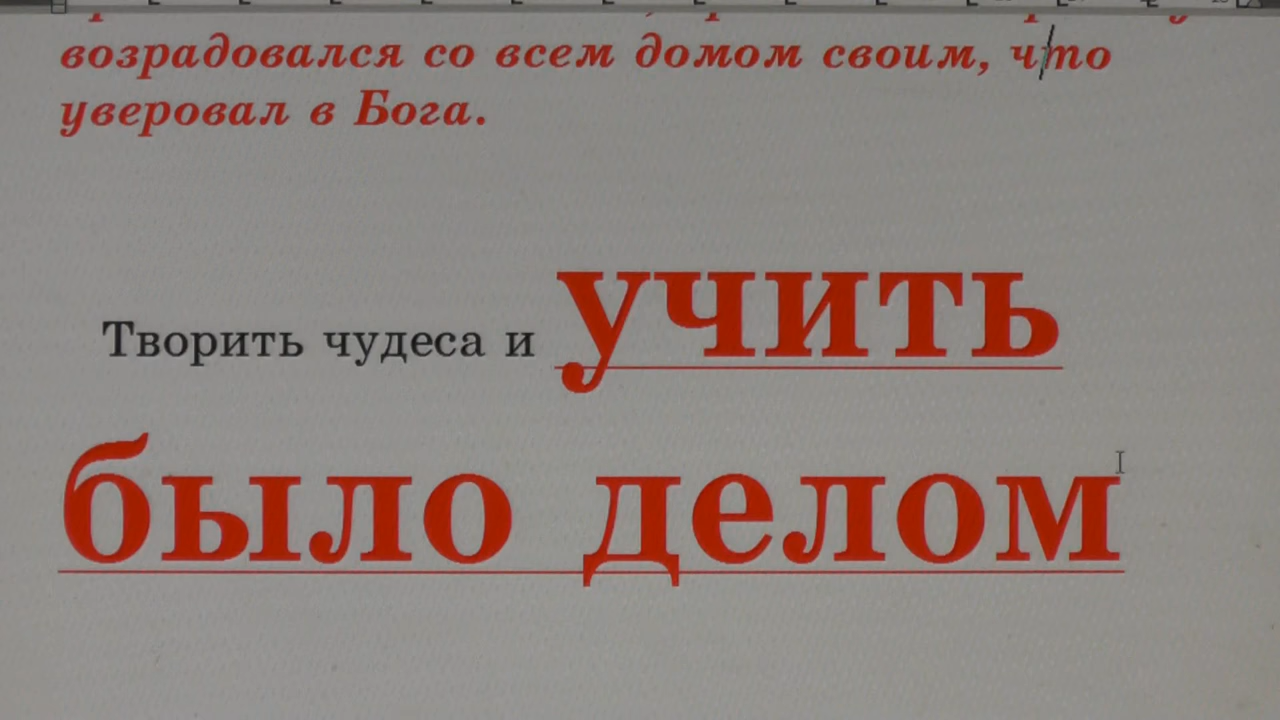 возрадовался со всем домом своим, что
уверовал в Бога.
Творить чудеса и учить
было делом